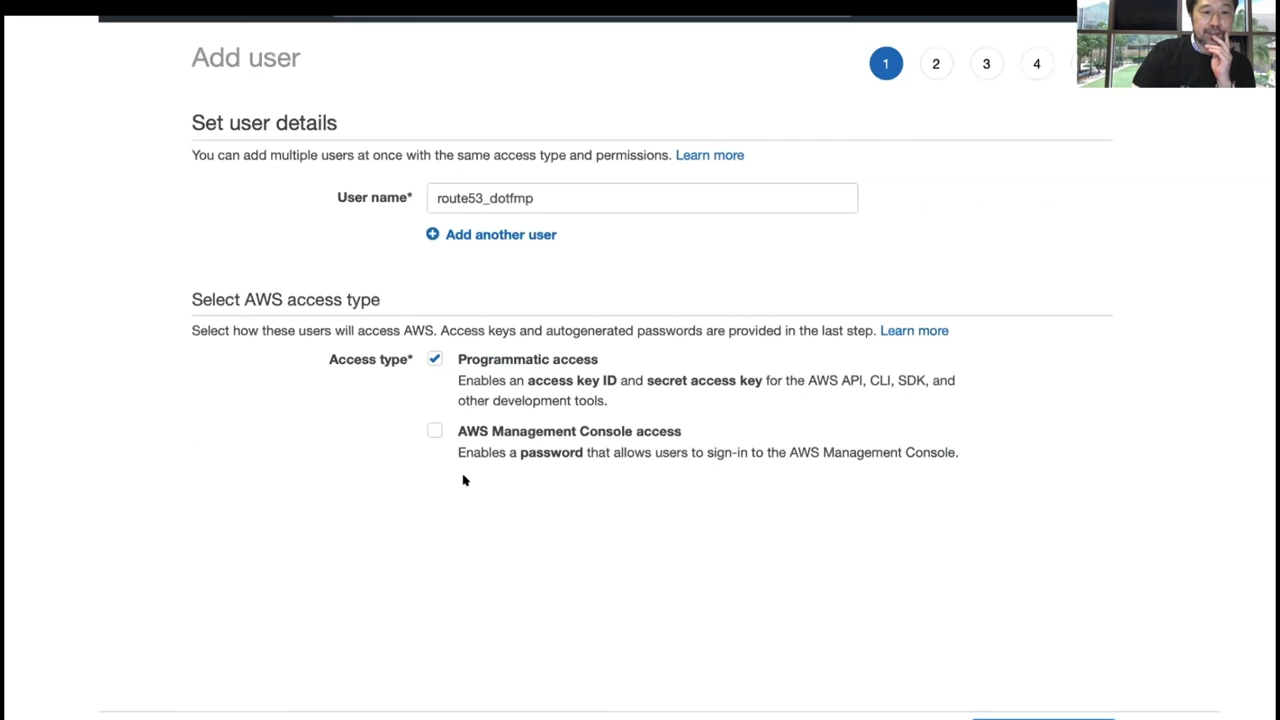 Add user
1
2
3
4
Set user details
You can add multiple users at once with the same access type and permissions. Learn more
User name*
route53_dotfmp
Add another user
Select AWS access type
Select how these users will access AWS. Access keys and autogenerated passwords are provided in the last step. Learn more
Access type*
Programmatic access
Enables an access key ID and secret access key for the AWS API, CLI, SDK, and
other development tools.
AWS Management Console access
Enables a password that allows users to sign-in to the AWS Management Console.